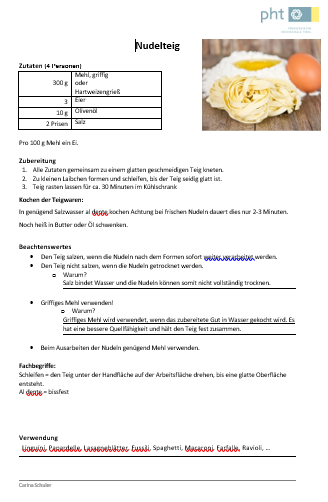 pht
Nudelteig
Zutaten (4 Personen)
300 g Mehl, griffig
oder
Hartweizengrieß
3 Eier
10 g Olivenöl
2 Prisen Salz
Pro 100 g Mehl ein Ei.
Zubereitung
1. Alle Zutaten gemeinsam zu einem glatten geschmeidigen Teig kneten.
2. Zu kleinen Laibchen formen und schleifen, bis der Teig seidig glatt ist.
3. Teig rasten lassen für ca. 30 Minuten im Kühlschrank
Kochen der Teigwaren:
In genügend Salzwasser al dente kochen Achtung bei frischen Nudeln dauert dies nur 2-3 Minuten.
Noch heiß in Butter oder Öl schwenken.
Beachtenswertes
• Den Teig salzen, wenn die Nudeln nach dem Formen sofort weiter verarbeitet werden.
• Den Teig nicht salzen, wenn die Nudeln getrocknet werden.
o Warum?
Salz bindet Wasser und die Nudeln können somit nicht vollständig trocknen.
• Griffiges Mehl verwenden!
o Warum?
Griffiges Mehl wird verwendet, wenn das zubereitete Gut in Wasser gekocht wird. Es
hat eine bessere Quellfähigkeit und hält den Teig fest zusammen.
• Beim Ausarbeiten der Nudeln genügend Mehl verwenden.
Fachbegriffe:
Schleifen = den Teig unter der Handfläche auf der Arbeitsfläche drehen, bis eine glatte Oberfläche
entsteht.
Al dente = bissfest
Verwendung
Linguini, Papardelle, Lasagneblätter, Fussili, Spaghetti, Macaroni, Farfalle, Ravioli, ...
Carina Schuler